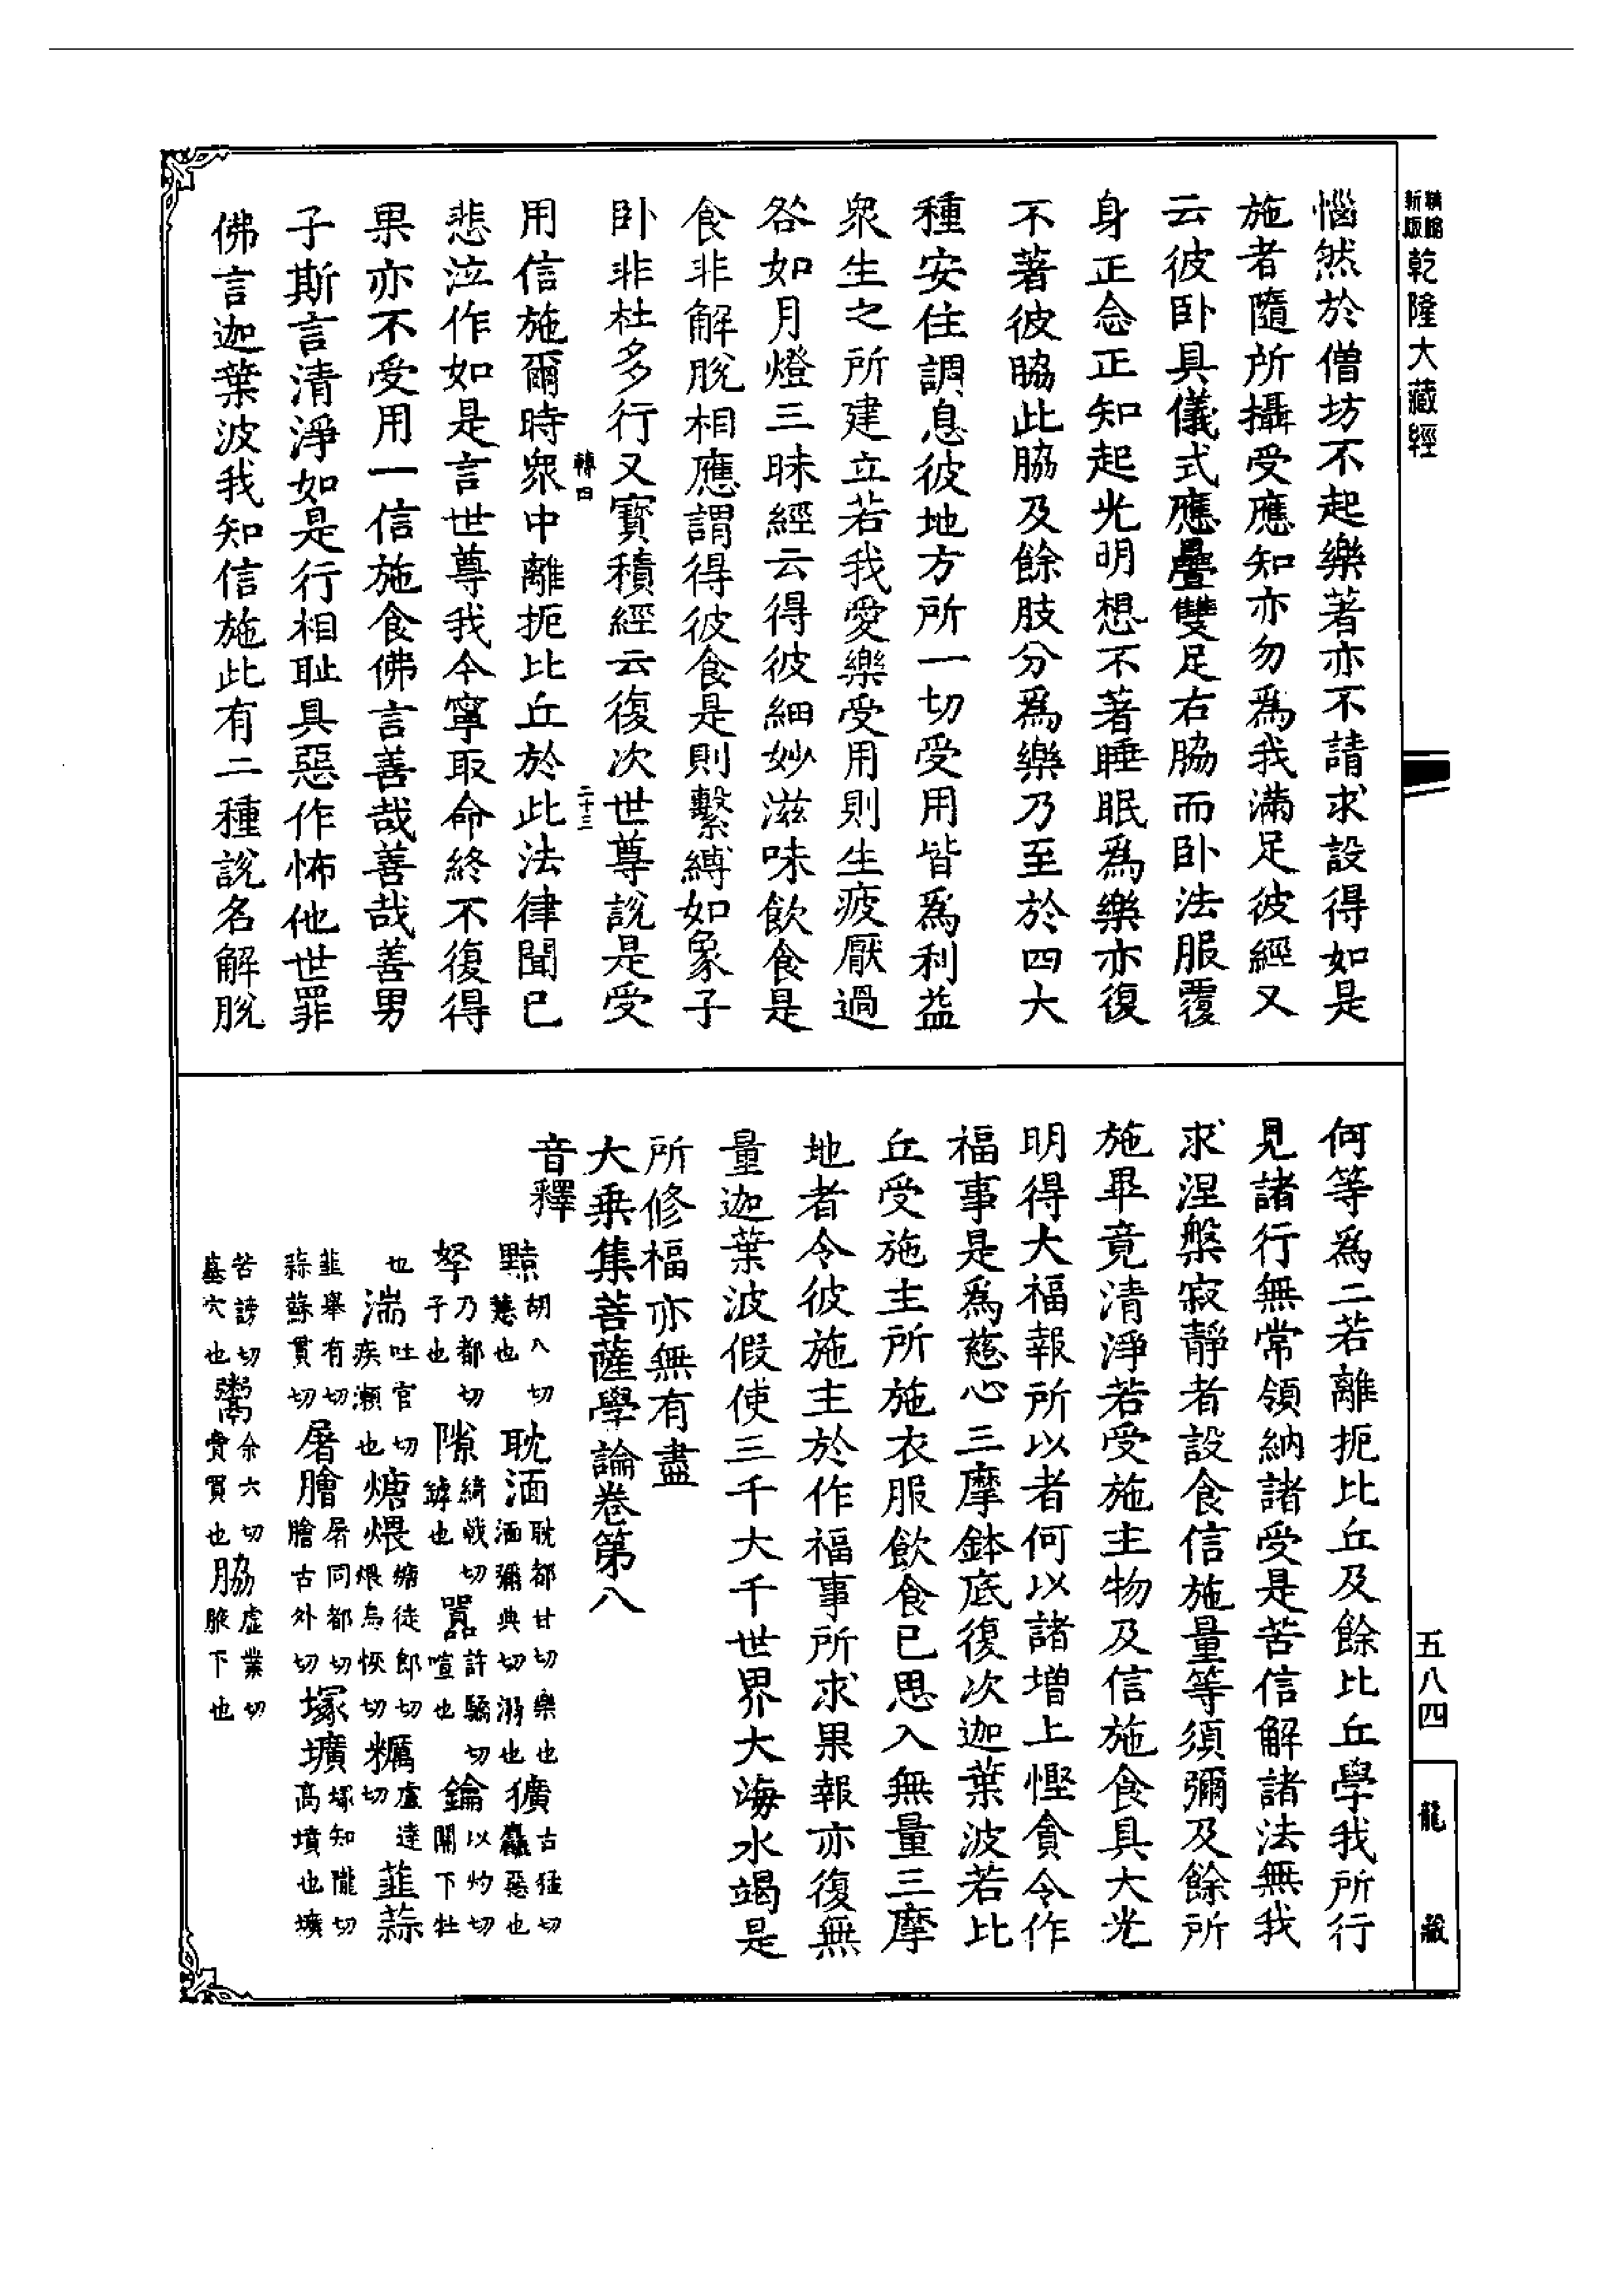 新版
乾隆大藏經
惱然於僧坊不起樂著亦不請求設得如是
施者隨所攝受應知亦勿為我滿足彼經又
云彼卧具儀式應疊雙足右脇而卧法服覆
身正念正知起光明想不著睡眠為樂亦復
不著彼脇此脇及餘肢分為樂乃至於四大
種安住調息彼地方所一切受用皆為利益
衆生之所建立若我愛樂受用則生疲厭過
咎如月燈三昧經云得彼細妙滋味飲食是
食非解脫相應謂得彼食是則繫縛如象子
卧非杜多行又寶積經云復次世尊說是受
轉四
二十三
用信施爾時衆中離扼比丘於此法律聞已
悲泣作如是言世尊我今寧取命終不復得
果亦不受用一信施食佛言善哉善哉善男
子斯言清淨如是行相耻具惡作怖他世罪
佛言迦葉波我知信施此有二種說名解脫
何等為二若離扼比丘及餘比丘學我所行
見諸行無常領納諸受是苦信解諸法無我
求涅槃寂靜者設食信施量等須彌及餘所
施畢竟清淨若受施主物及信施食具大光
明得大福報所以者何以諸增上慳貪令作
福事是為慈心三摩鉢底復次迦葉波若比
丘受施主所施衣服飲食已思入無量三摩
地者令彼施主於作福事所求果報亦復無
量迦葉波假使三千大千世界大海水竭是
所修福亦無有盡
大乘集菩薩學論卷第八
音釋
黠胡八切慧也耽湎耽都甘切樂也湎彌典切溺也獷古猛切麤惡也
孥乃都切子也隙綺戟切罅也嚣許驕切喧也鑰以灼切關下牡
也湍吐官切疾瀨也煻煨煻徒郎切煨烏恢切糲盧達切韮蒜
韮舉有切蒜蘇貫切屠膾屠同都切膾古外切塚壙塚知隴切高墳也壙
苦謗切墓穴也鬻余六切賣買也脇虛業切腋下也
五八四
龍藏